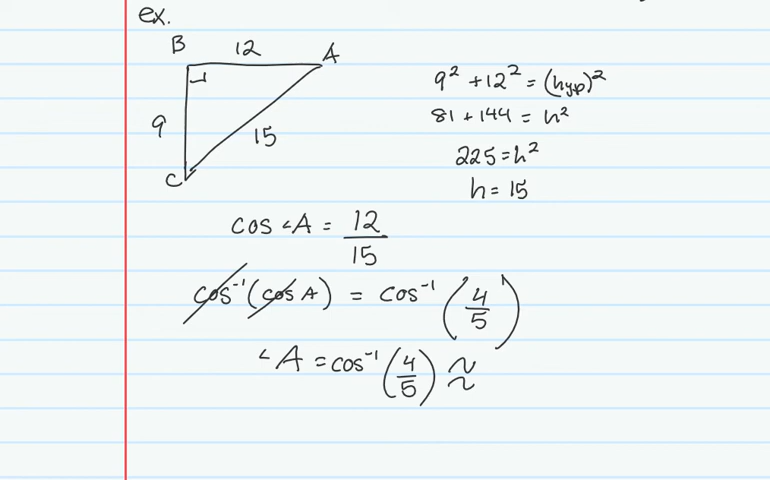 ex.
B 12 A
9 15
C
9² + 12² = (hyp)²
81 + 144 = h²
225 = h²
h = 15
cos ∠A = 12/15
cos⁻¹(cos A) = cos⁻¹(4/5)
∠A = cos⁻¹(4/5) ≈